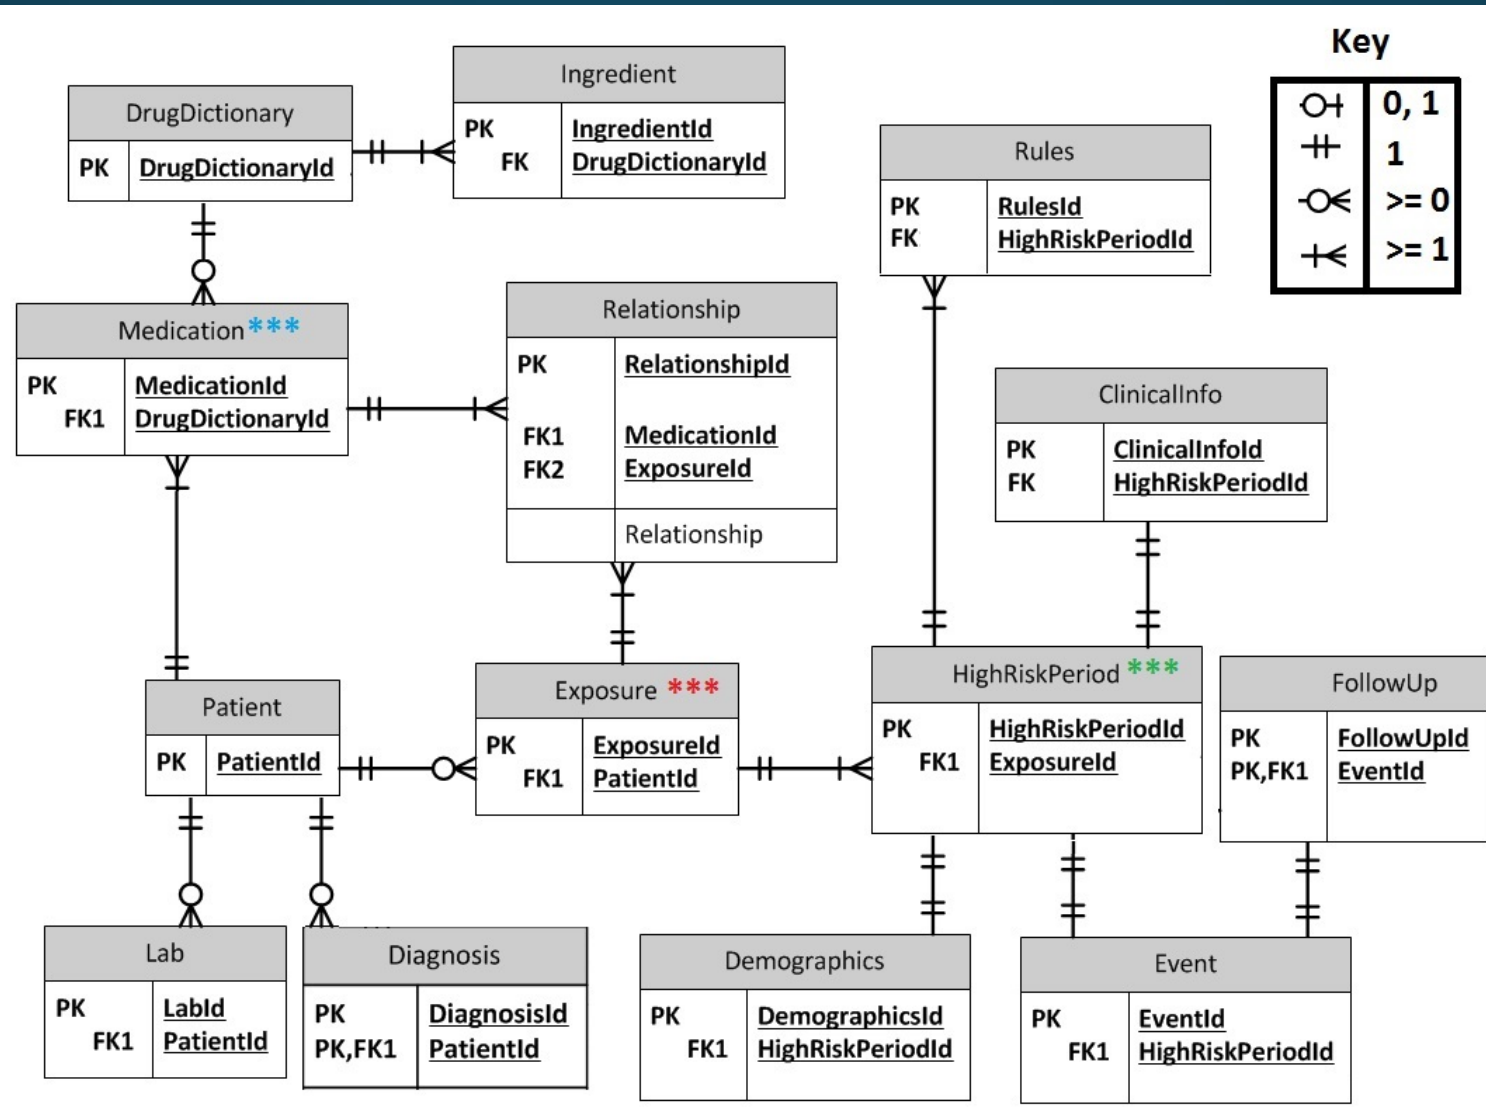 Key
0, 1
1
>= 0
>= 1
Ingredient
PK IngredientId
FK DrugDictionaryId
DrugDictionary
PK DrugDictionaryId
Rules
PK RulesId
FK HighRiskPeriodId
Medication***
PK MedicationId
FK1 DrugDictionaryId
Relationship
PK RelationshipId
FK1 MedicationId
FK2 ExposureId
Relationship
ClinicalInfo
PK ClinicalInfoId
FK HighRiskPeriodId
Patient
PK PatientId
Exposure ***
PK ExposureId
FK1 PatientId
HighRiskPeriod ***
PK HighRiskPeriodId
FK1 ExposureId
FollowUp
PK FollowUpId
PK,FK1 EventId
Lab
PK LabId
FK1 PatientId
Diagnosis
PK DiagnosisId
PK,FK1 PatientId
Demographics
PK DemographicsId
FK1 HighRiskPeriodId
Event
PK EventId
FK1 HighRiskPeriodId